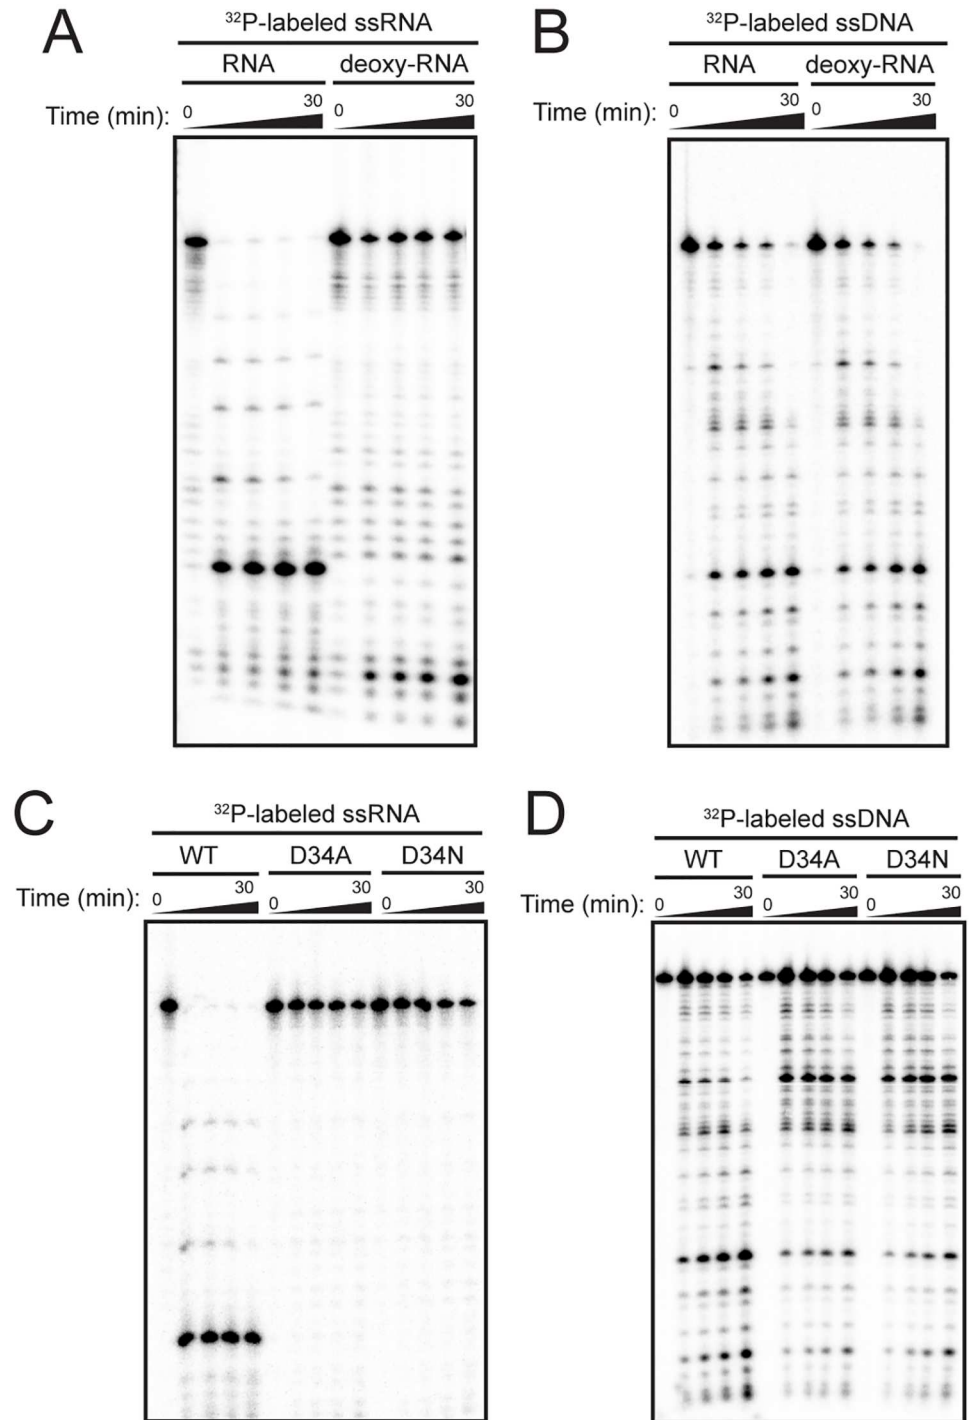 A
³²P-labeled ssRNA
RNA deoxy-RNA
Time (min): 0 30 0 30
B
³²P-labeled ssDNA
RNA deoxy-RNA
Time (min): 0 30 0 30
C
³²P-labeled ssRNA
WT D34A D34N
Time (min): 0 30 0 30 0 30
D
³²P-labeled ssDNA
WT D34A D34N
Time (min): 0 30 0 30 0 30